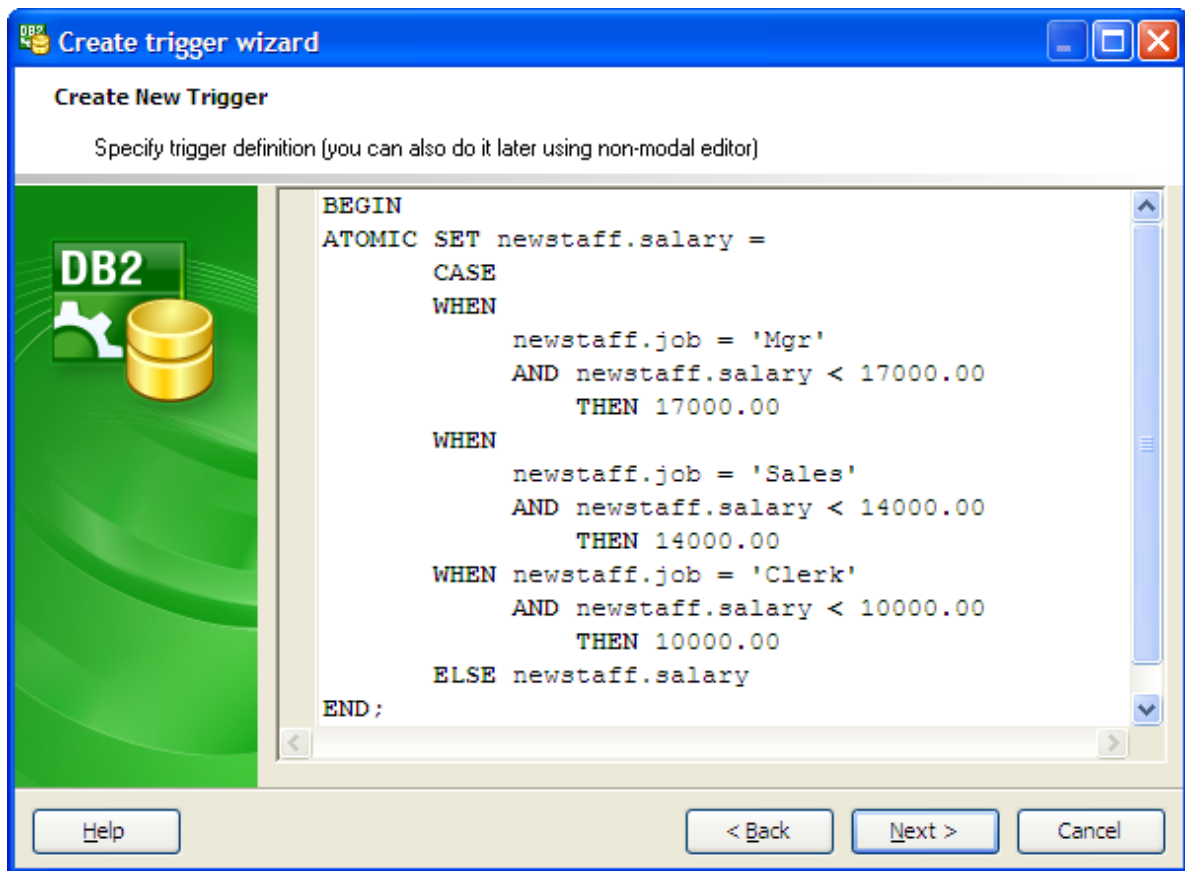 Create trigger wizard
Create New Trigger
Specify trigger definition (you can also do it later using non-modal editor)
DB2
BEGIN
ATOMIC SET newstaff.salary =
CASE
WHEN
newstaff.job = 'Mgr'
AND newstaff.salary < 17000.00
THEN 17000.00
WHEN
newstaff.job = 'Sales'
AND newstaff.salary < 14000.00
THEN 14000.00
WHEN newstaff.job = 'Clerk'
AND newstaff.salary < 10000.00
THEN 10000.00
ELSE newstaff.salary
END;
Help
< Back
Next >
Cancel